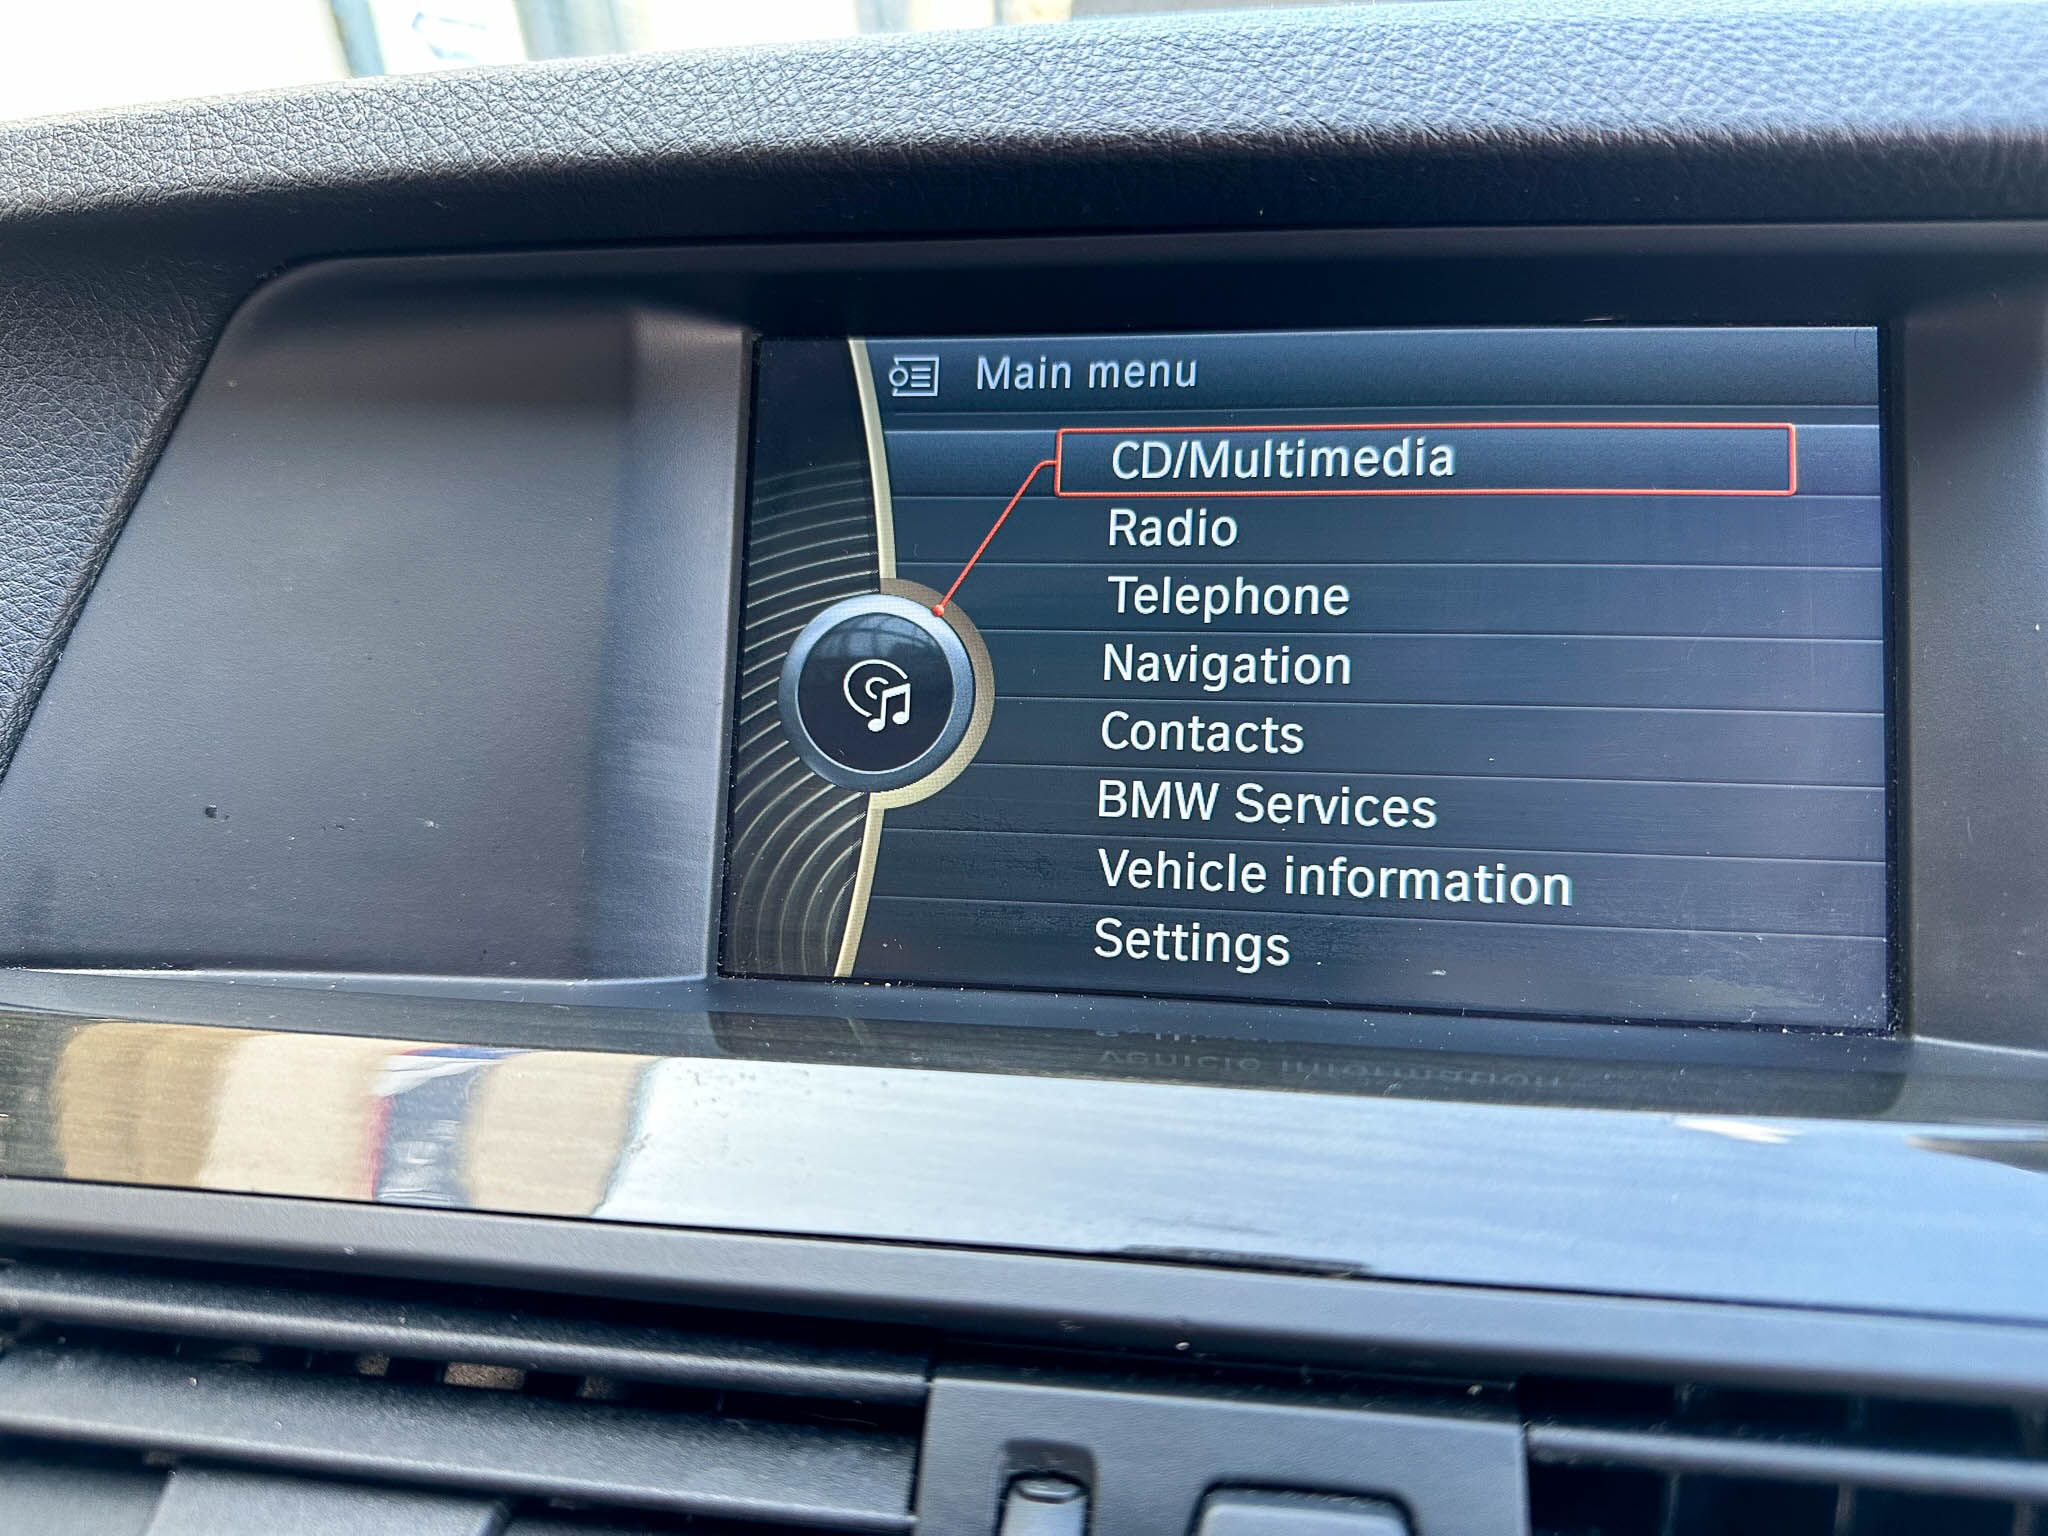 Main menu
CD/Multimedia
Radio
Telephone
Navigation
Contacts
BMW Services
Vehicle information
Settings